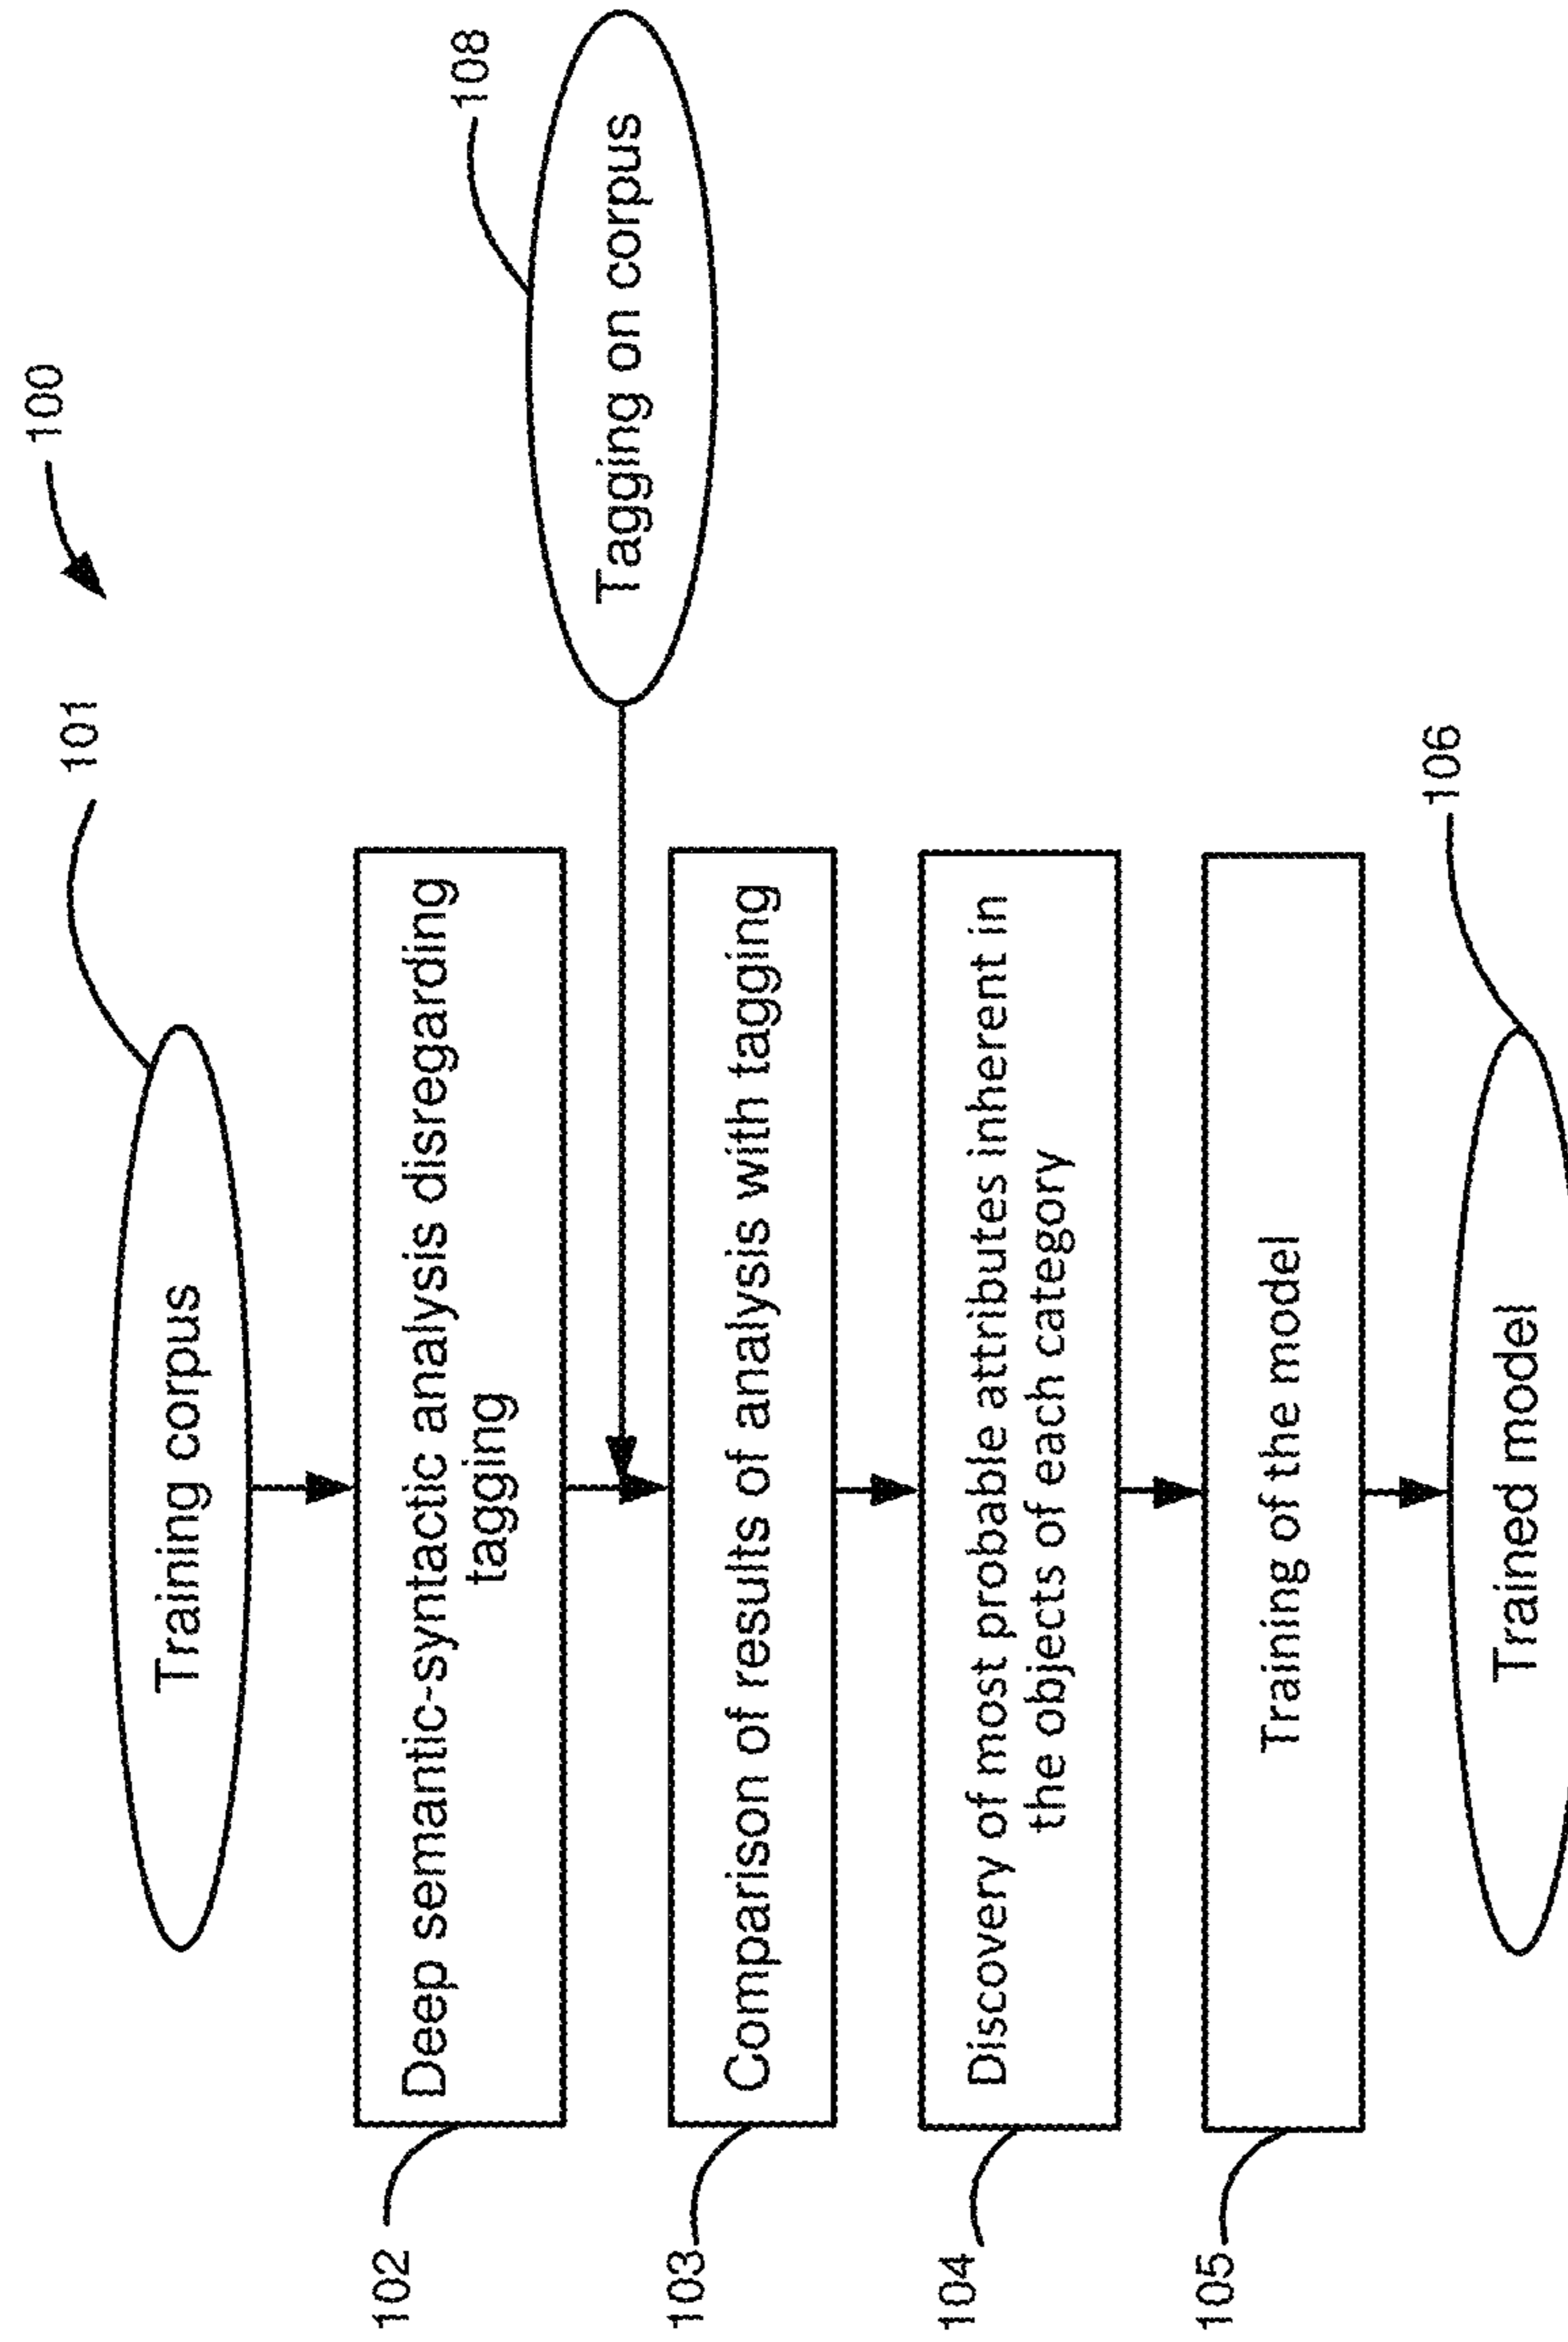 100
101
Training corpus
102
Deep semantic-syntactic analysis disregarding
tagging
108
Tagging on corpus
103
Comparison of results of analysis with tagging
104
Discovery of most probable attributes inherent in
the objects of each category
105
Training of the model
106
Trained model